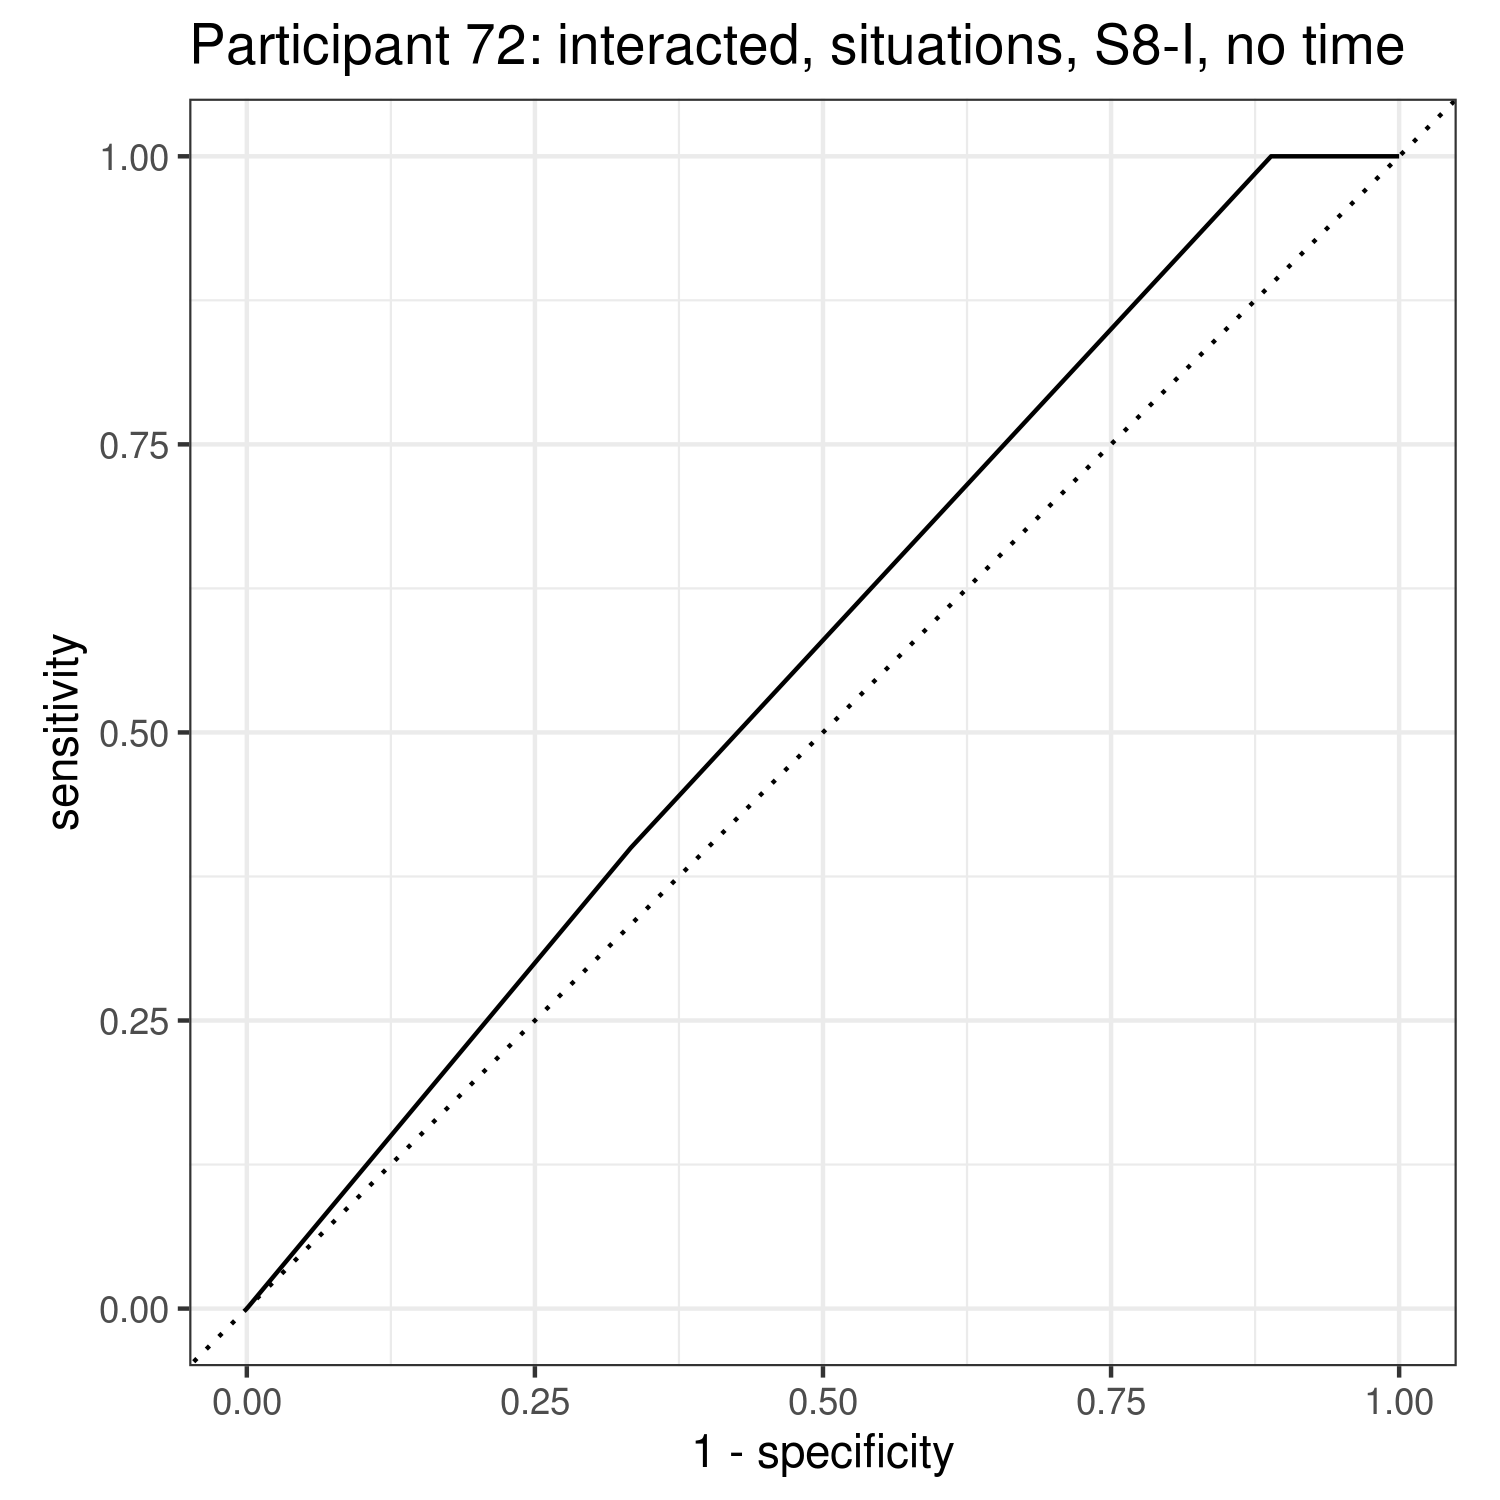 Participant 72: interacted, situations, S8-I, no time
1.00
0.75
0.50
0.25
0.00
sensitivity
0.00 0.25 0.50 0.75 1.00
1 - specificity